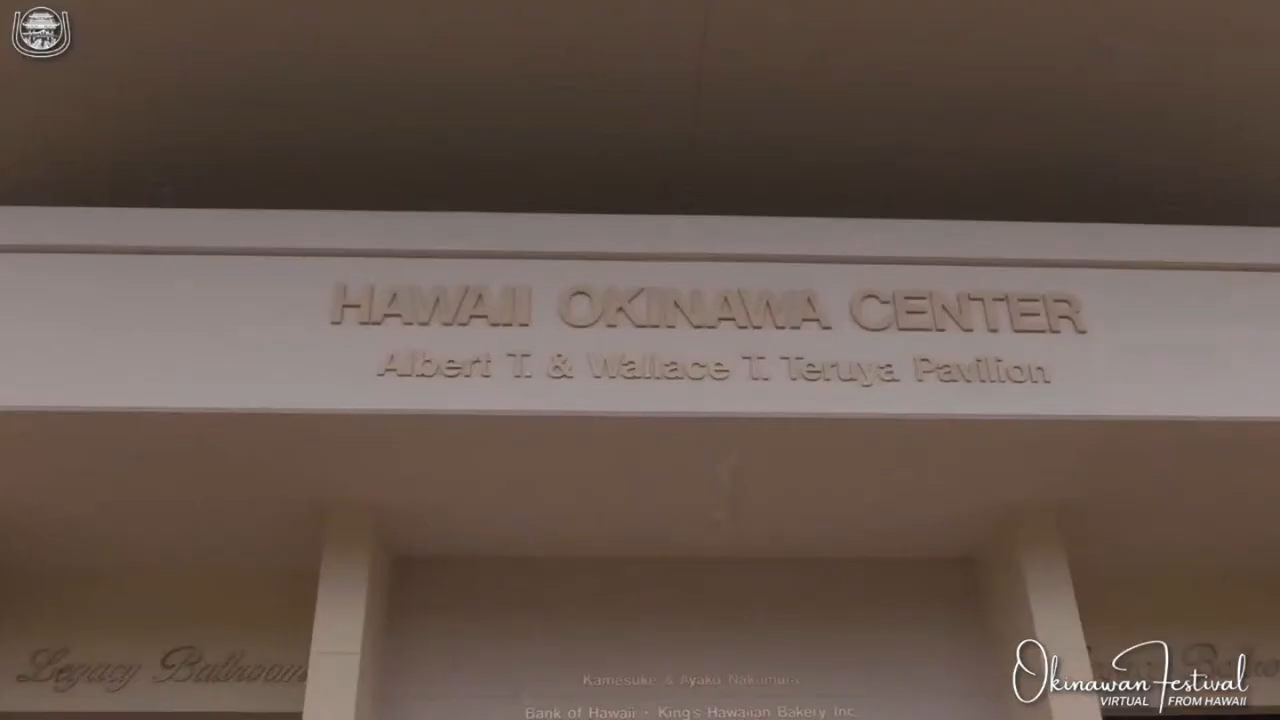 HAWAII OKINAWA CENTER
Albert T. & Wallace T. Teruya Pavilion
Legacy Ballroom
Kamesuke & Ayako Nakamura
Bank of Hawaii • King's Hawaiian Bakery Inc.
Okinawan Festival
VIRTUAL FROM HAWAII